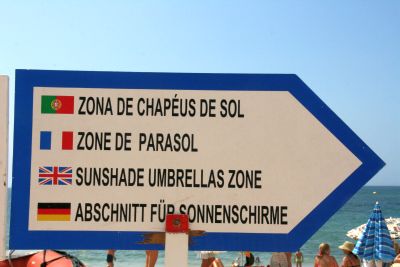 ZONA DE CHAPÉUS DE SOL
ZONE DE PARASOL
SUNSHADE UMBRELLAS ZONE
ABSCHNITT FÜR SONNENSCHIRME